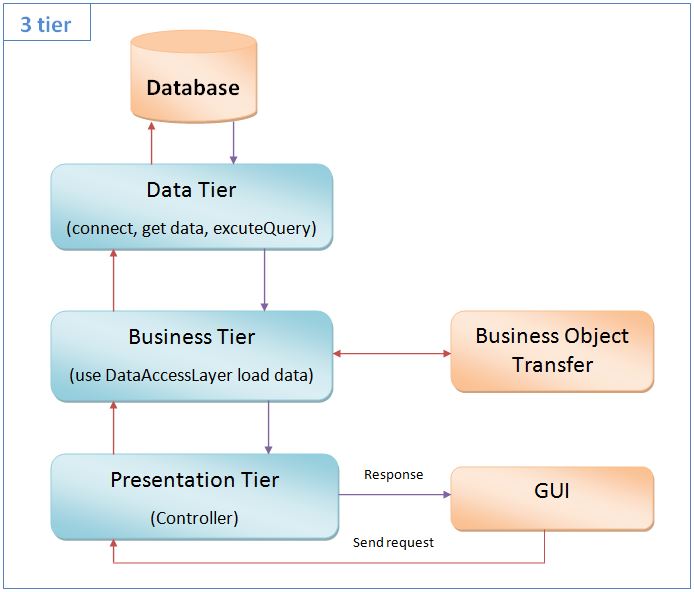 3 tier
Database
Data Tier
(connect, get data, excuteQuery)
Business Tier
(use DataAccessLayer load data)
Business Object
Transfer
Presentation Tier
(Controller)
Response
GUI
Send request